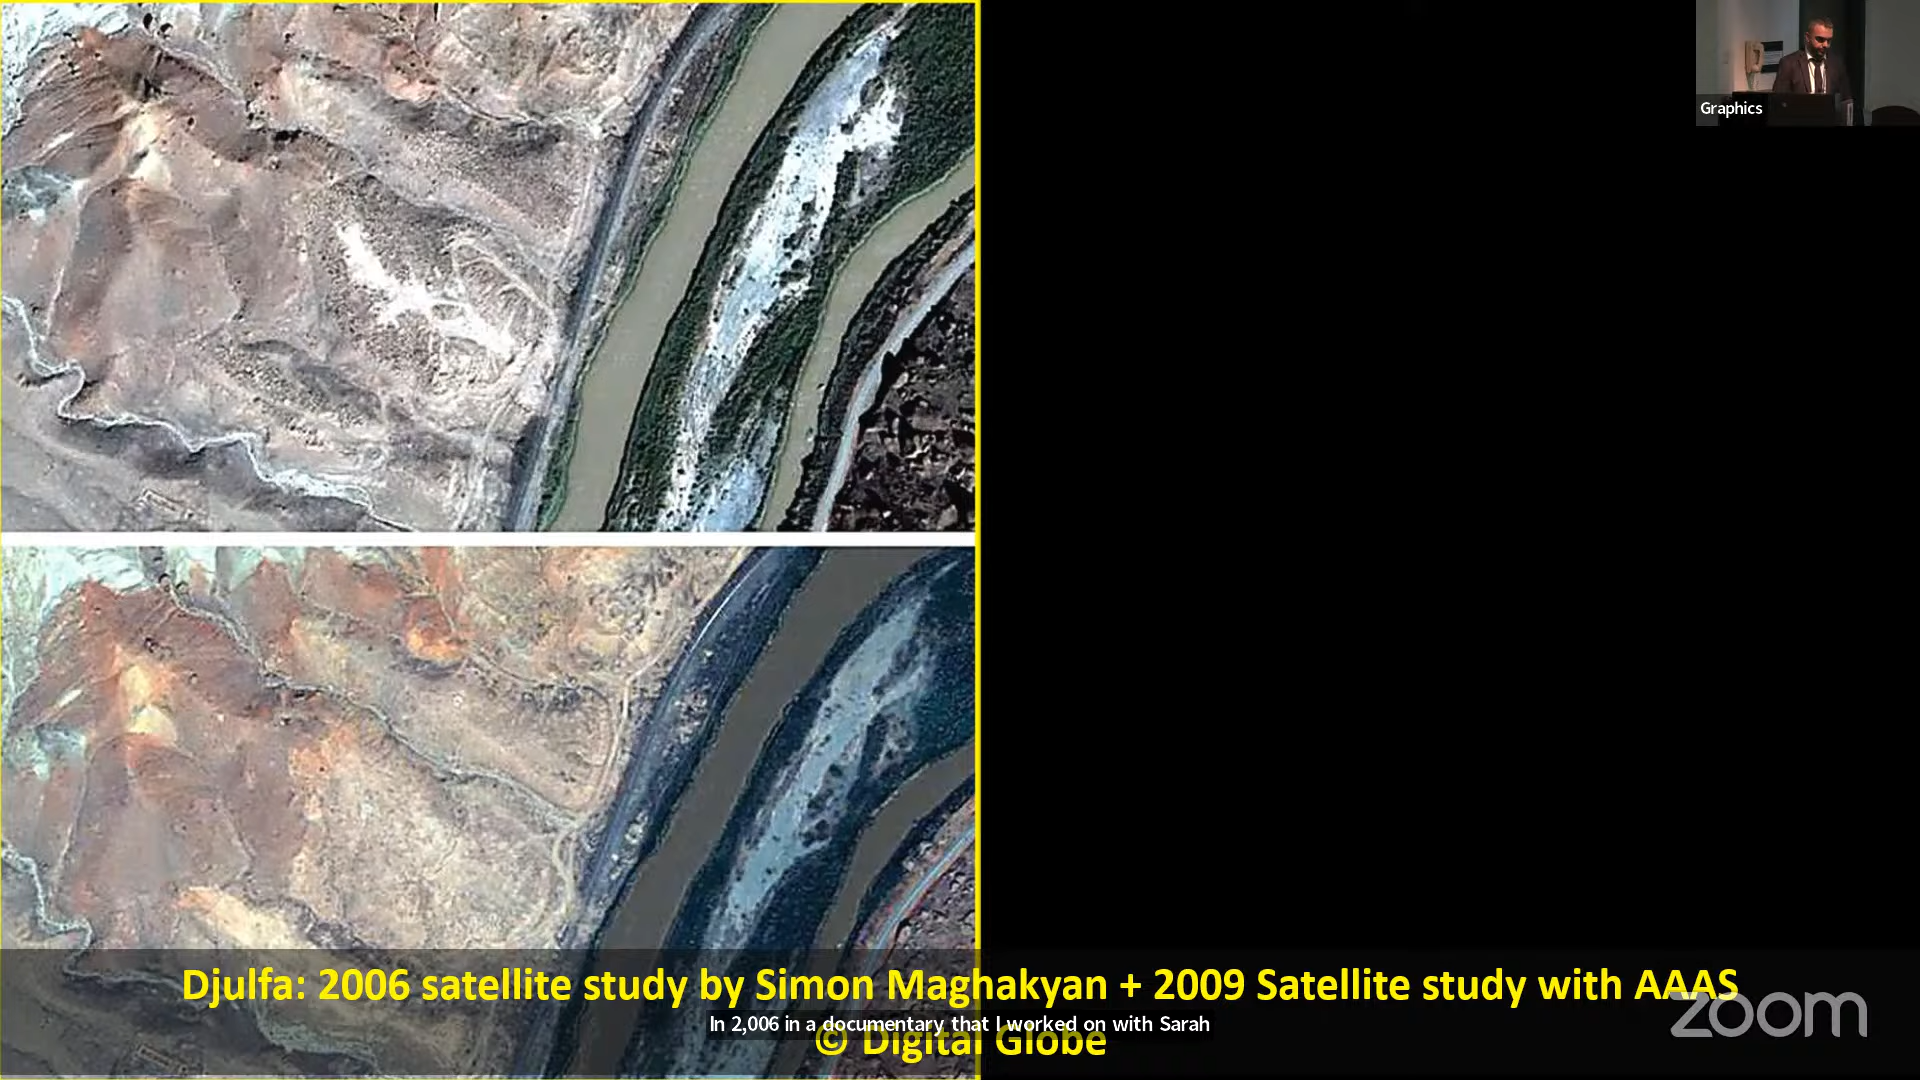 Graphics
Djulfa: 2006 satellite study by Simon Maghakyan + 2009 Satellite study with AAAS
In 2,006 in a documentary that I worked on with Sarah
© Digital Globe
zoom